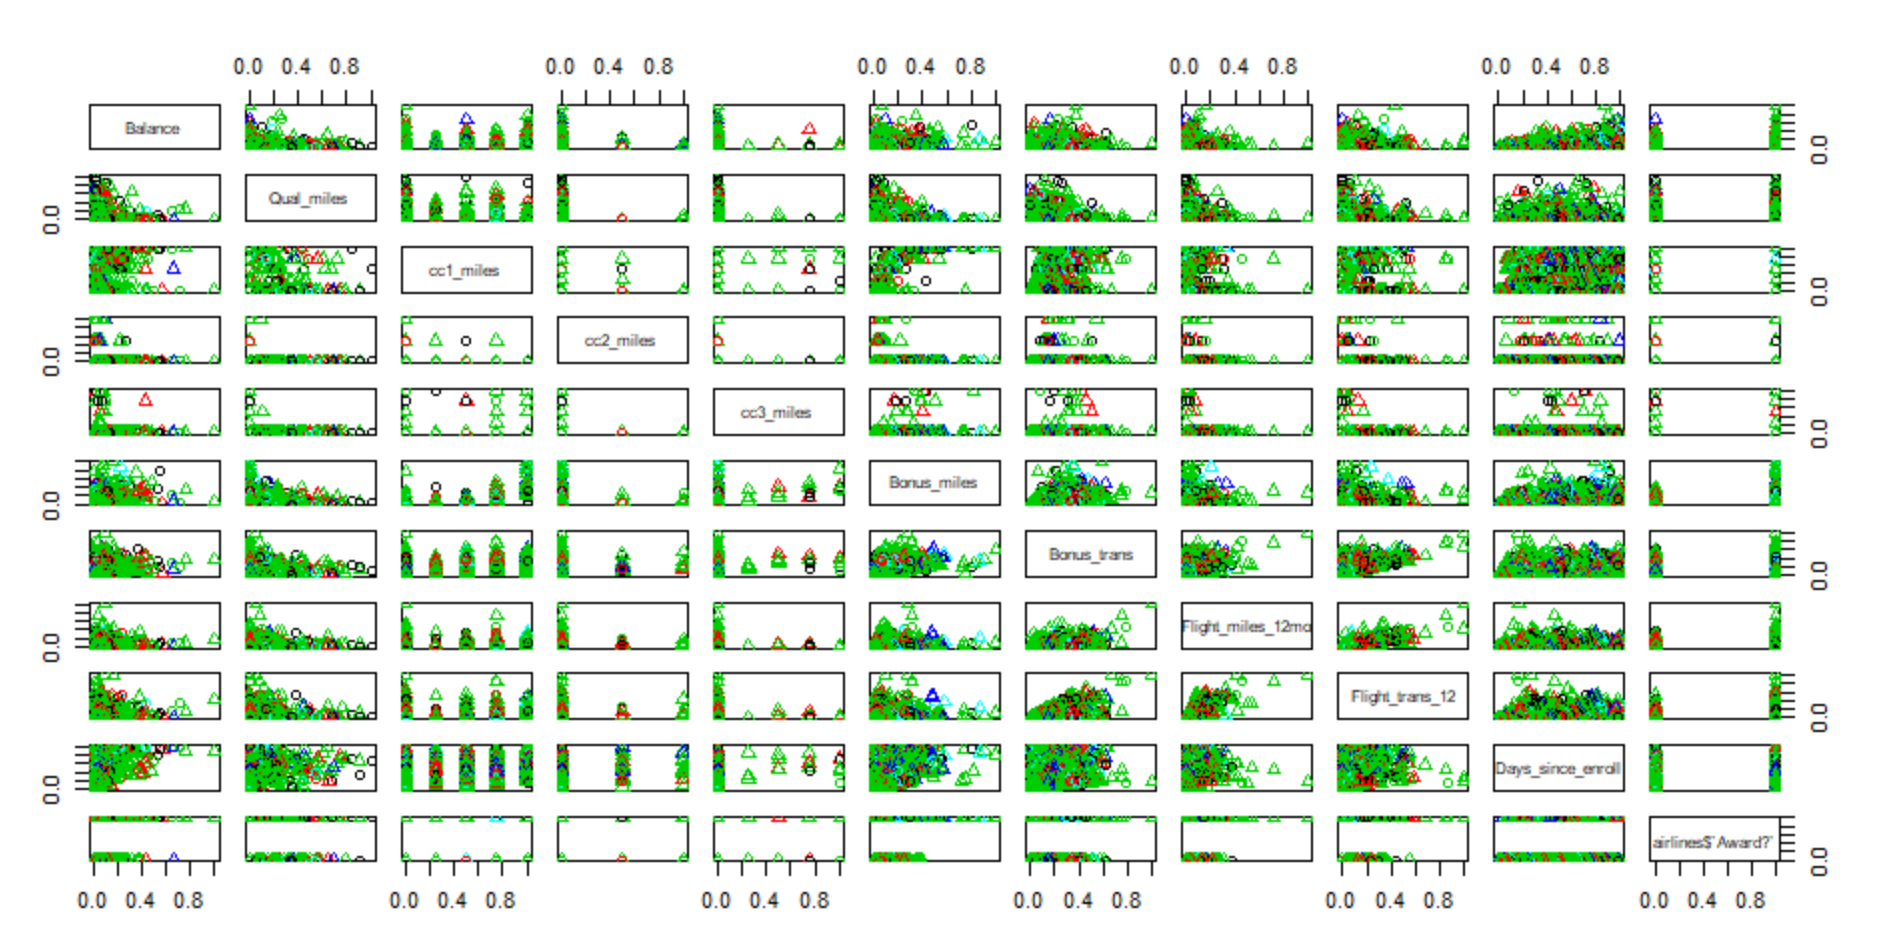 0.0 0.4 0.8 0.0 0.4 0.8 0.0 0.4 0.8 0.0 0.4 0.8 0.0 0.4 0.8
Balance
0.0
Qual_miles
0.0
cc1_miles
0.0
cc2_miles
0.0
cc3_miles
0.0
Bonus_miles
0.0
Bonus_trans
0.0
Flight_miles_12mo
0.0
Flight_trans_12
0.0
Days_since_enroll
0.0
airlines$`Award?`
0.0
0.0 0.4 0.8 0.0 0.4 0.8 0.0 0.4 0.8 0.0 0.4 0.8 0.0 0.4 0.8 0.0 0.4 0.8